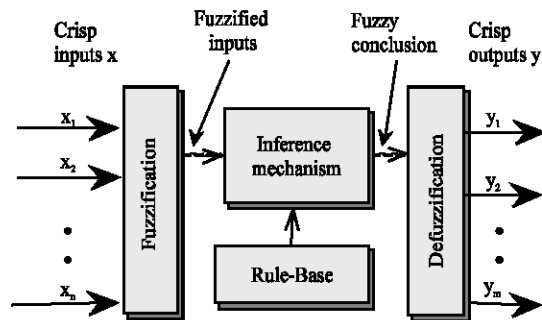 Crisp
inputs x
Fuzzified
inputs
Fuzzy
conclusion
Crisp
outputs y
x1
x2
xn
Fuzzification
Inference
mechanism
Rule-Base
Defuzzification
y1
y2
ym